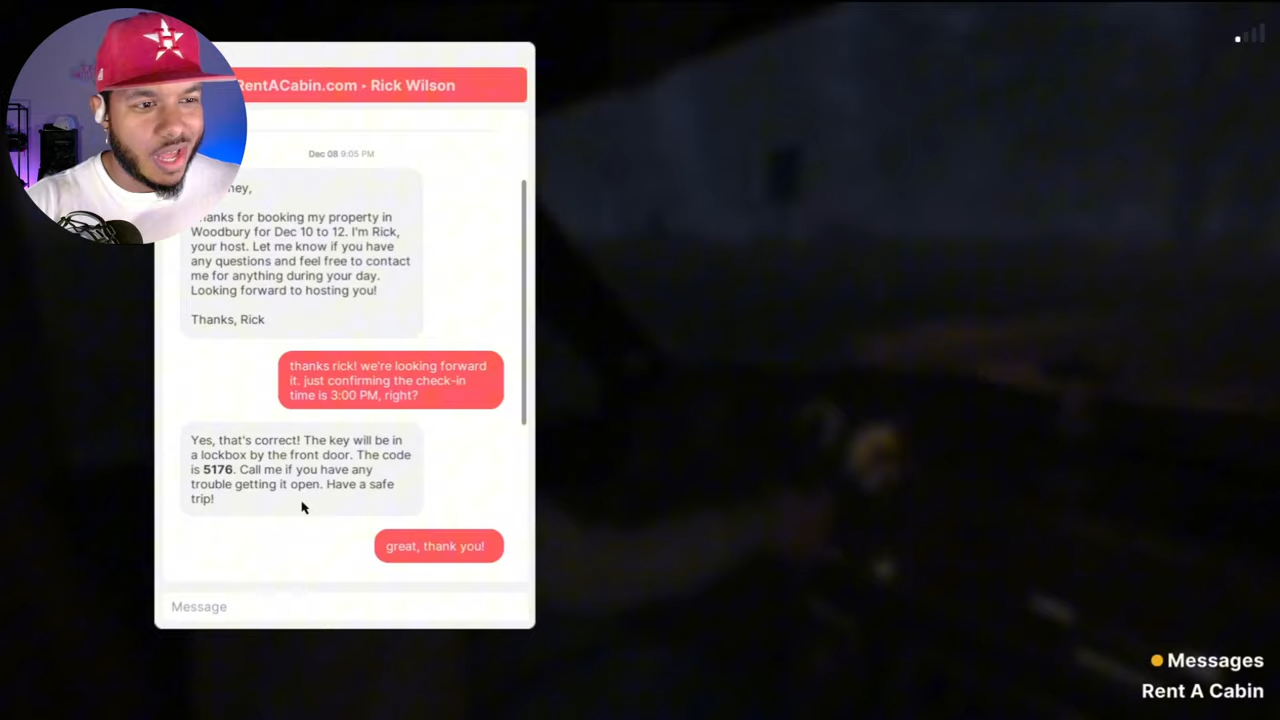 RentACabin.com • Rick Wilson
Dec 08 9:05 PM
ney,
hanks for booking my property in
Woodbury for Dec 10 to 12. I'm Rick,
your host. Let me know if you have
any questions and feel free to contact
me for anything during your day.
Looking forward to hosting you!
Thanks, Rick
thanks rick! we're looking forward
it. just confirming the check-in
time is 3:00 PM, right?
Yes, that's correct! The key will be in
a lockbox by the front door. The code
is 5176. Call me if you have any
trouble getting it open. Have a safe
trip!
great, thank you!
Message
Messages
Rent A Cabin